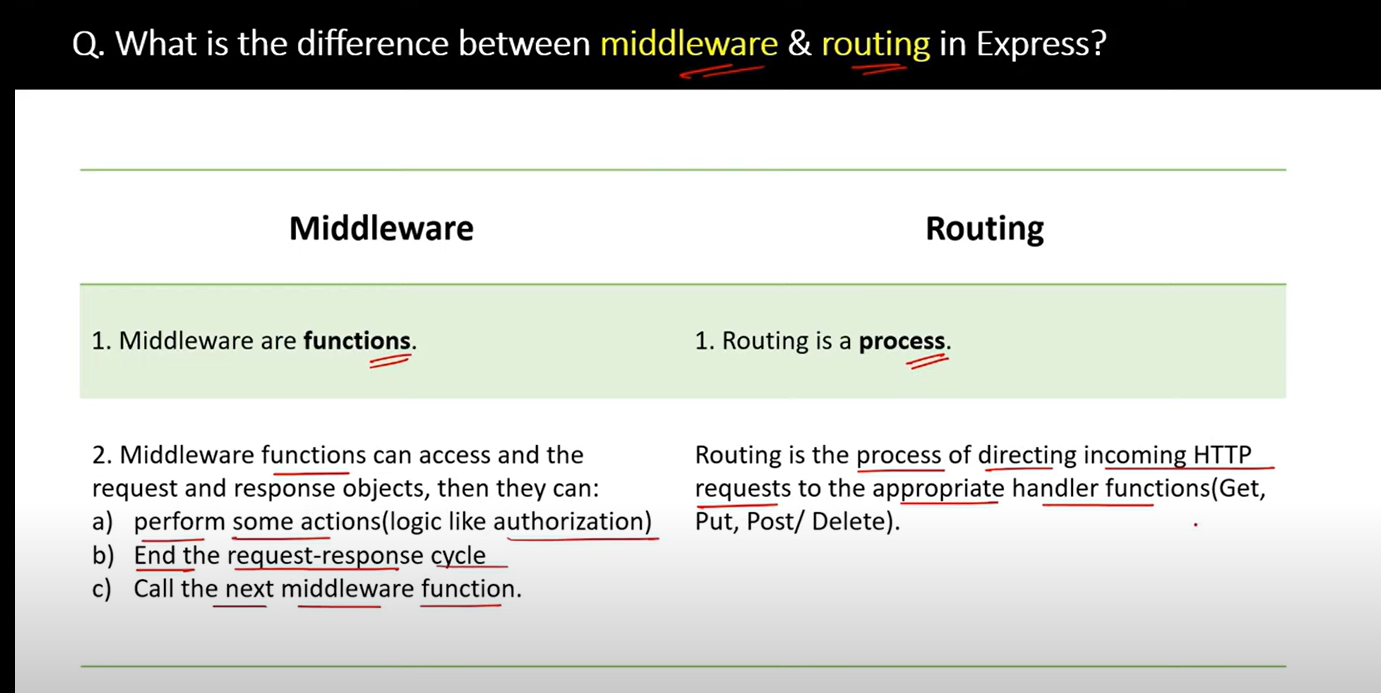 Q. What is the difference between middleware & routing in Express?
Middleware
Routing
1. Middleware are functions.
1. Routing is a process.
2. Middleware functions can access and the
request and response objects, then they can:
a) perform some actions(logic like authorization)
b) End the request-response cycle
c) Call the next middleware function.
Routing is the process of directing incoming HTTP
requests to the appropriate handler functions(Get,
Put, Post/ Delete).